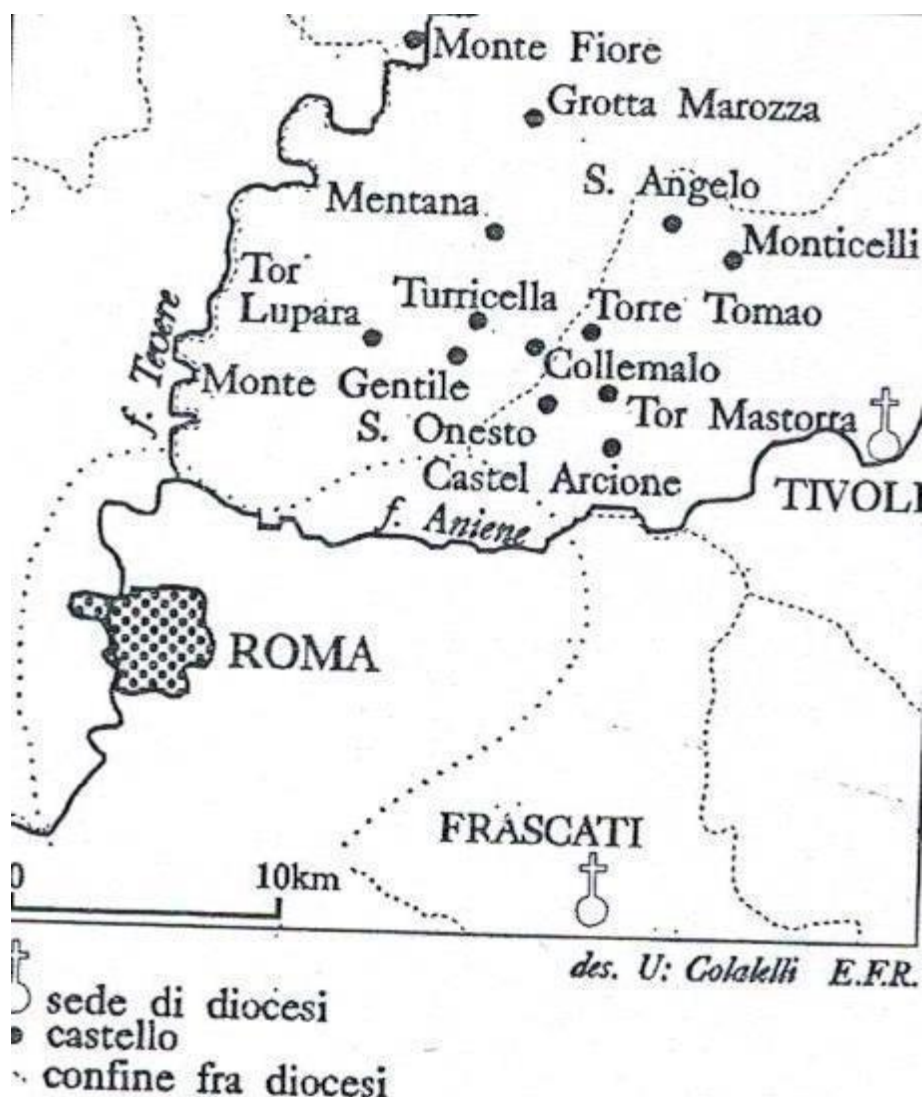 Monte Fiore
Grotta Marozza
S. Angelo
Mentana
Monticelli
Tor
Lupara
Turricella
Torre Tomao
f. Tevere
Monte Gentile
Collemalo
S. Onesto
Tor Mastorra
Castel Arcione
TIVOLI
f. Aniene
ROMA
FRASCATI
0
10km
des. U: Colalelli E.F.R.
sede di diocesi
castello
confine fra diocesi